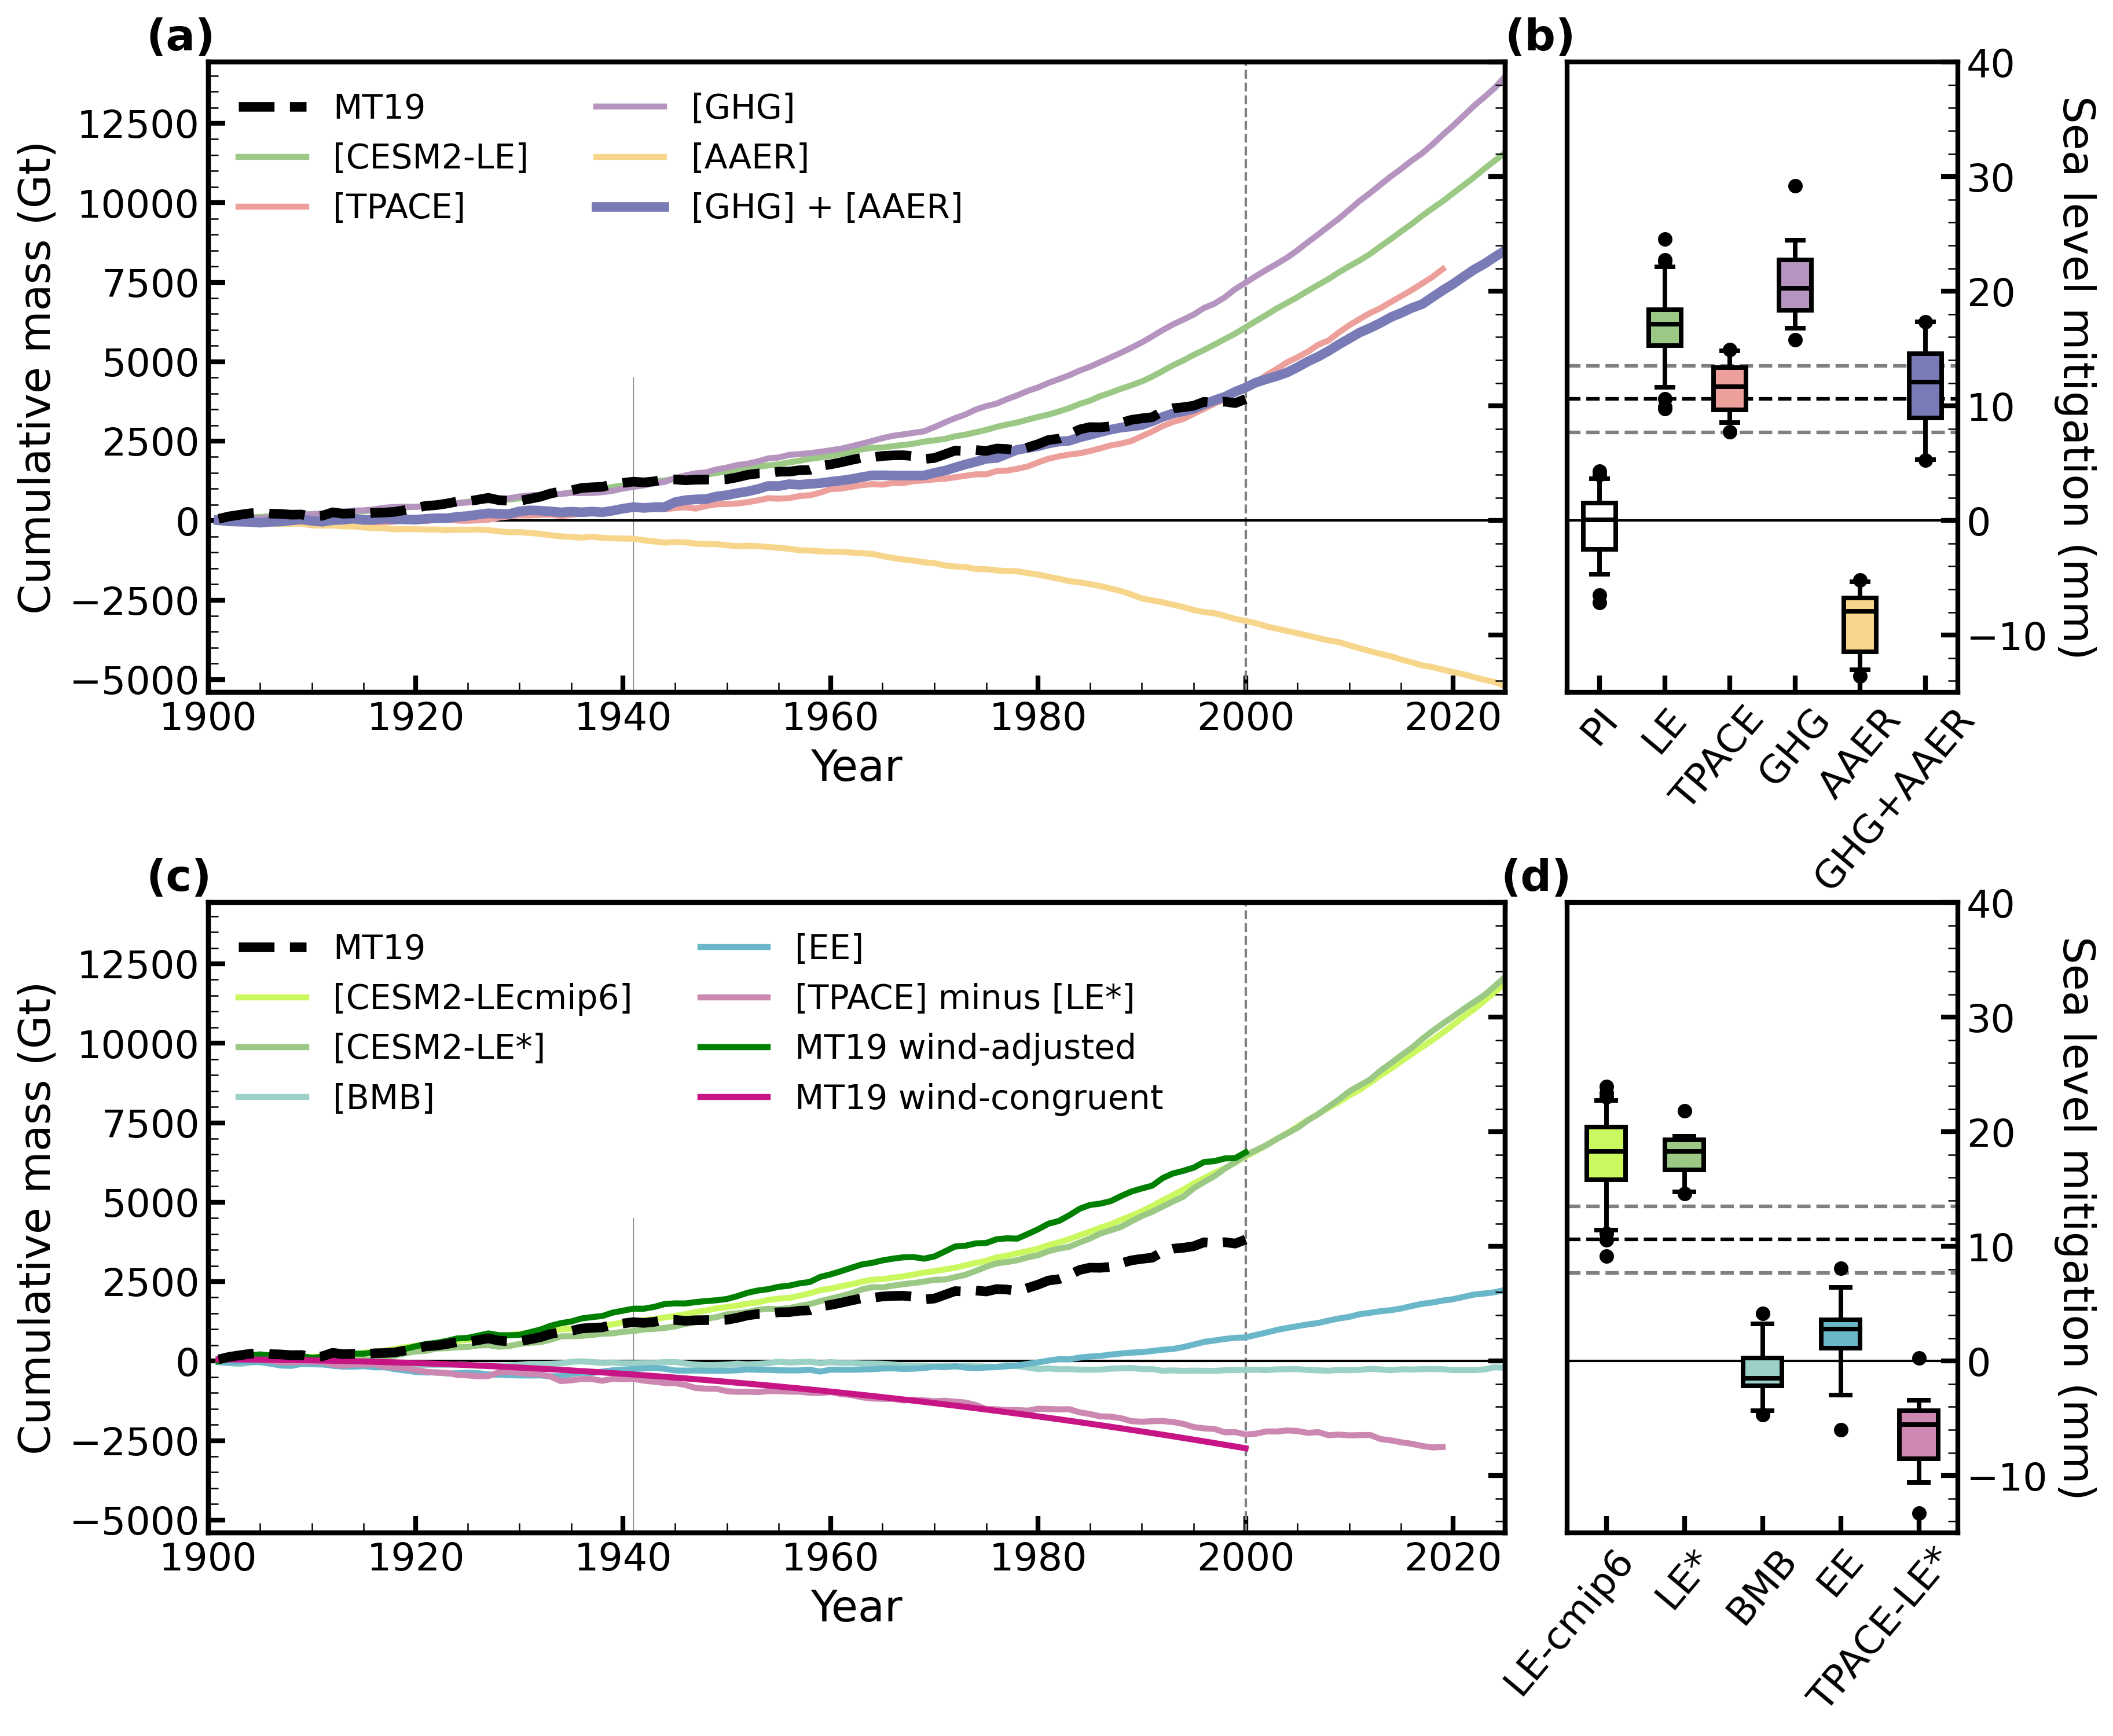 (a)
(b)
Cumulative mass (Gt)
12500
10000
7500
5000
2500
0
−2500
−5000
MT19
[CESM2-LE]
[TPACE]
[GHG]
[AAER]
[GHG] + [AAER]
1900
1920
1940
1960
1980
2000
2020
Year
40
30
20
10
0
−10
Sea level mitigation (mm)
PI
LE
TPACE
GHG
AAER
GHG+AAER
(c)
(d)
Cumulative mass (Gt)
12500
10000
7500
5000
2500
0
−2500
−5000
MT19
[CESM2-LEcmip6]
[CESM2-LE*]
[BMB]
[EE]
[TPACE] minus [LE*]
MT19 wind-adjusted
MT19 wind-congruent
1900
1920
1940
1960
1980
2000
2020
Year
40
30
20
10
0
−10
Sea level mitigation (mm)
LE-cmip6
LE*
BMB
EE
TPACE-LE*